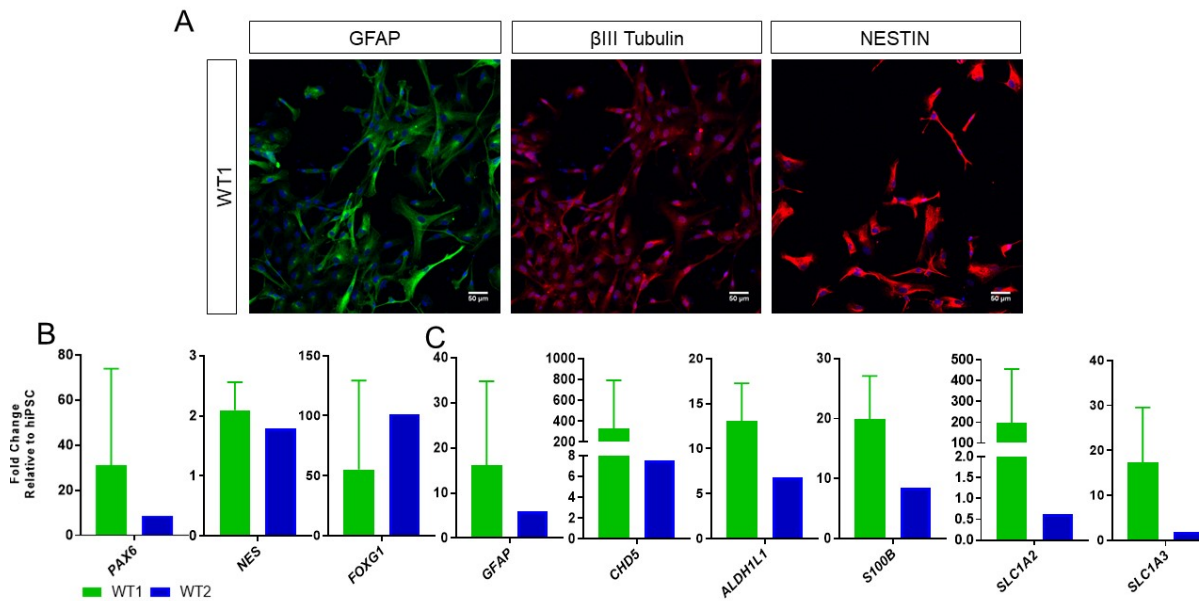 A
GFAP
βIII Tubulin
NESTIN
WT1
50 µm
50 µm
50 µm
B
C
Fold Change
Relative to hiPSC
80
60
40
20
0
PAX6
3
2
1
0
NES
150
100
50
0
FOXG1
40
30
20
10
0
GFAP
1000
800
600
400
200
8
6
4
2
0
CHD5
20
15
10
5
0
ALDH1L1
30
20
10
0
S100B
500
400
300
200
100
2.0
1.5
1.0
0.5
0.0
SLC1A2
40
30
20
10
0
SLC1A3
WT1
WT2